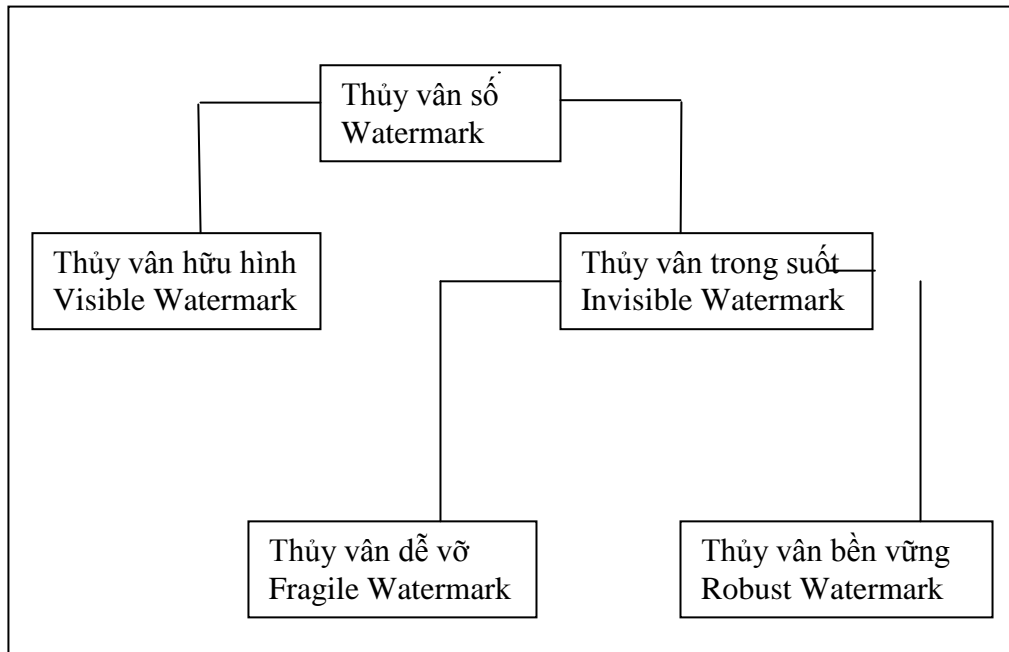 Thủy vân số
Watermark
Thủy vân hữu hình
Visible Watermark
Thủy vân trong suốt
Invisible Watermark
Thủy vân dễ vỡ
Fragile Watermark
Thủy vân bền vững
Robust Watermark